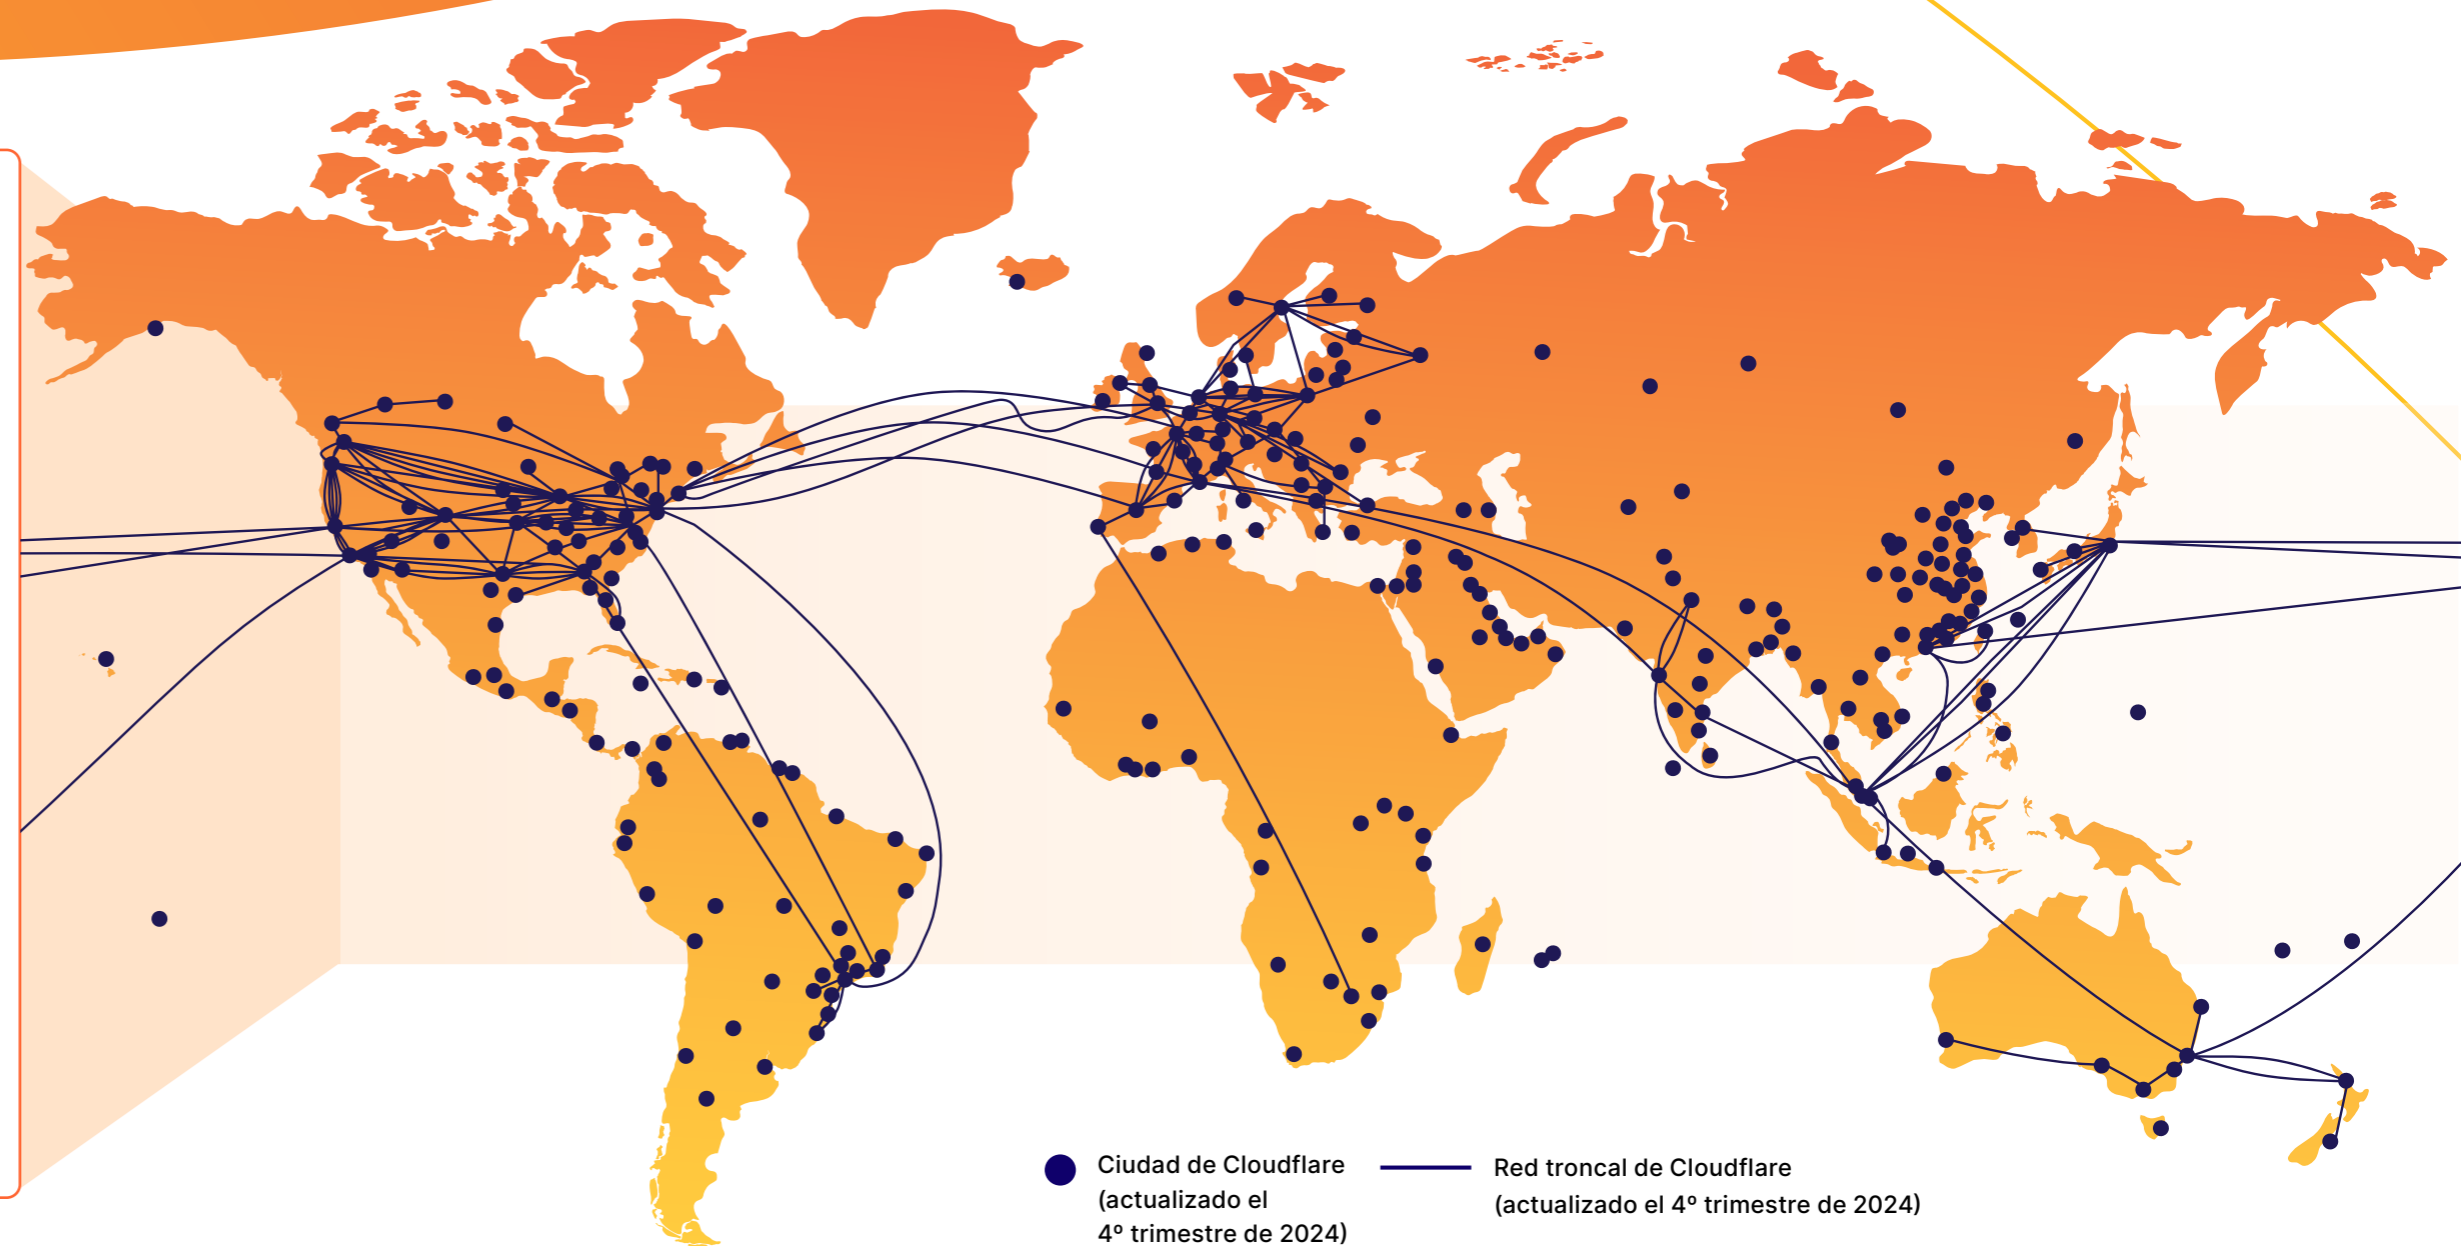 Ciudad de Cloudflare
(actualizado el
4º trimestre de 2024)
Red troncal de Cloudflare
(actualizado el 4º trimestre de 2024)